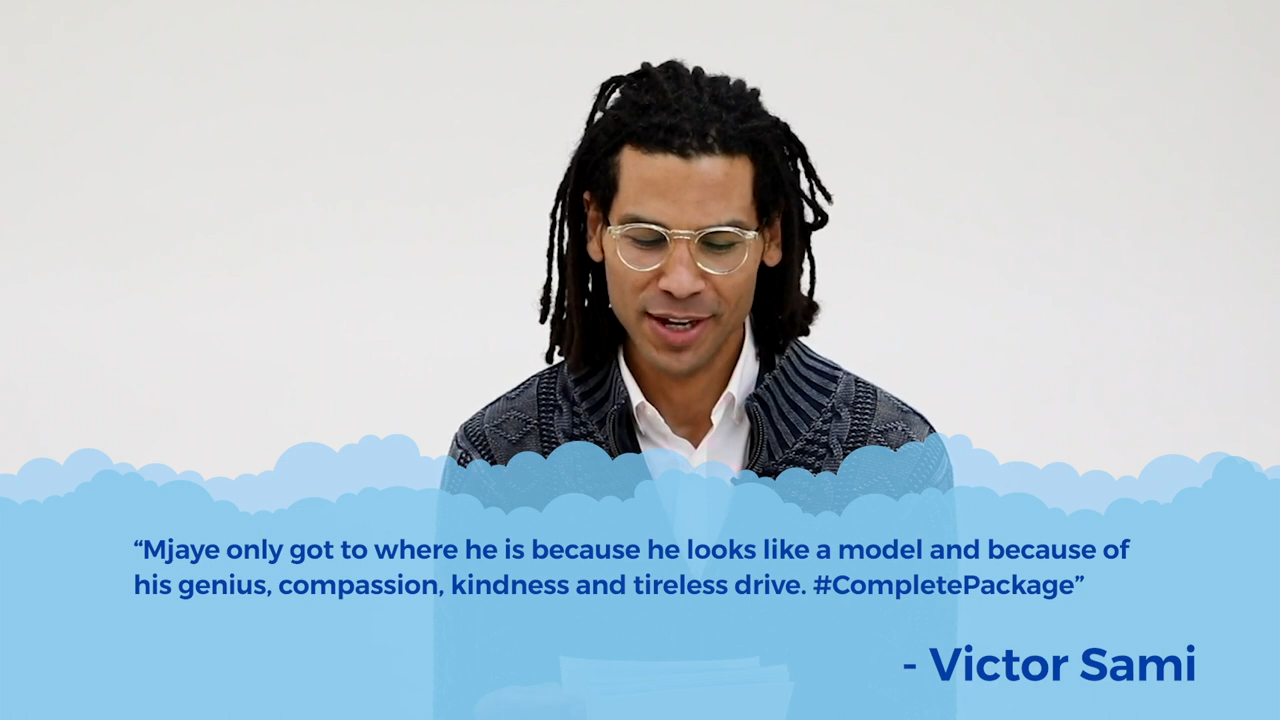 “Mjaye only got to where he is because he looks like a model and because of
his genius, compassion, kindness and tireless drive. #CompletePackage”
- Victor Sami